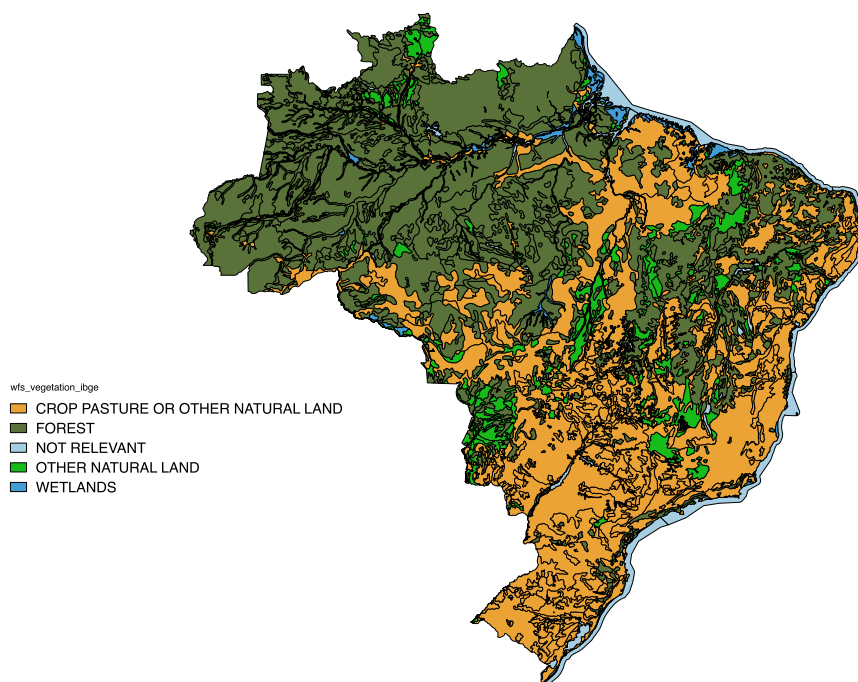 wfs_vegetation_ibge
CROP PASTURE OR OTHER NATURAL LAND
FOREST
NOT RELEVANT
OTHER NATURAL LAND
WETLANDS